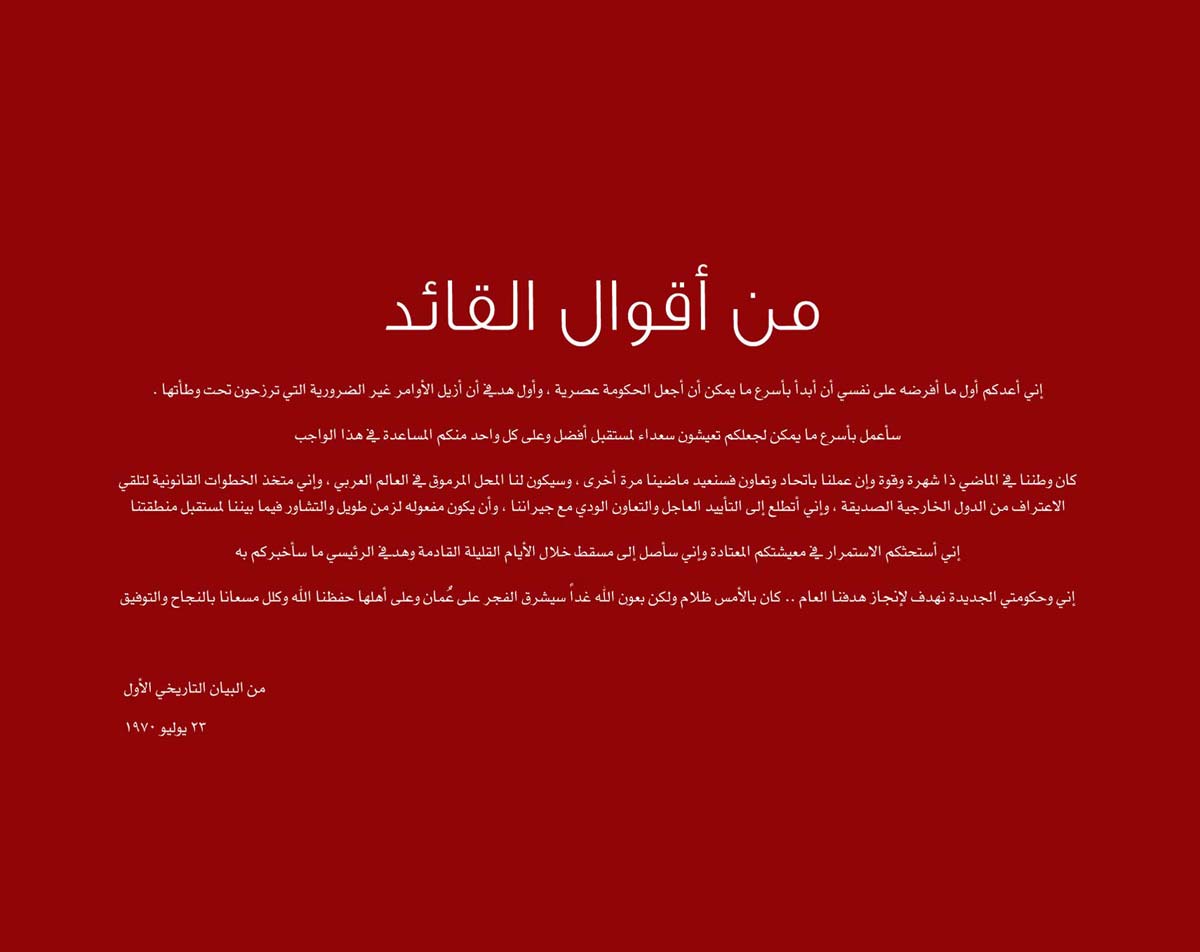 من أقوال القائد
إني أعدكم أول ما أفرضه على نفسي أن أبدأ بأسرع ما يمكن أن أجعل الحكومة عصرية ، وأول هدفي أن أزيل الأوامر غير الضرورية التي ترزحون تحت وطأتها .
سأعمل بأسرع ما يمكن لجعلكم تعيشون سعداء لمستقبل أفضل وعلى كل واحد منكم المساعدة في هذا الواجب
كان وطننا في الماضي ذا شهرة وقوة وإن عملنا باتحاد وتعاون فسنعيد ماضينا مرة أخرى ، وسيكون لنا المحل المرموق في العالم العربي ، وإني متخذ الخطوات القانونية لتلقي
الاعتراف من الدول الخارجية الصديقة ، وإني أتطلع إلى التأييد العاجل والتعاون الودي مع جيراننا ، وأن يكون مفعوله لزمن طويل والتشاور فيما بيننا لمستقبل منطقتنا
إني أستحثكم الاستمرار في معيشتكم المعتادة وإني سأصل إلى مسقط خلال الأيام القليلة القادمة وهدفي الرئيسي ما سأخبركم به
إني وحكومتي الجديدة نهدف لإنجاز هدفنا العام .. كان بالأمس ظلام ولكن بعون الله غداً سيشرق الفجر على عُمان وعلى أهلها حفظنا الله وكلل مسعانا بالنجاح والتوفيق
من البيان التاريخي الأول
٢٣ يوليو ١٩٧٠